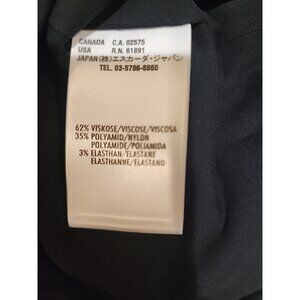 CANADA C.A. 02575
USA R.N. 61891
JAPAN(株)エスカーダ・ジャパン
TEL. 03-5786-5860
62% VISKOSE/VISCOSE/VISCOSA
35% POLYAMID/NYLON
POLYAMIDE/POLIAMIDA
3% ELASTHAN/ELASTANE
ELASTHANNE/ELASTANO